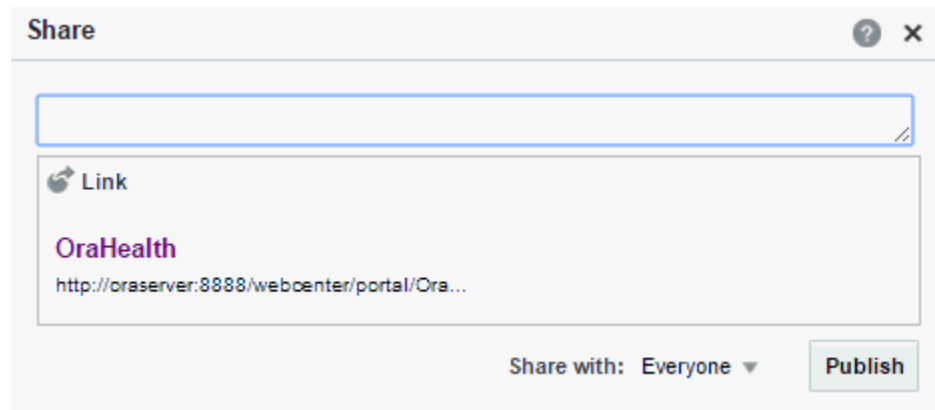 Share
Link
OraHealth
http://oraserver:8888/webcenter/portal/Ora...
Share with: Everyone
Publish